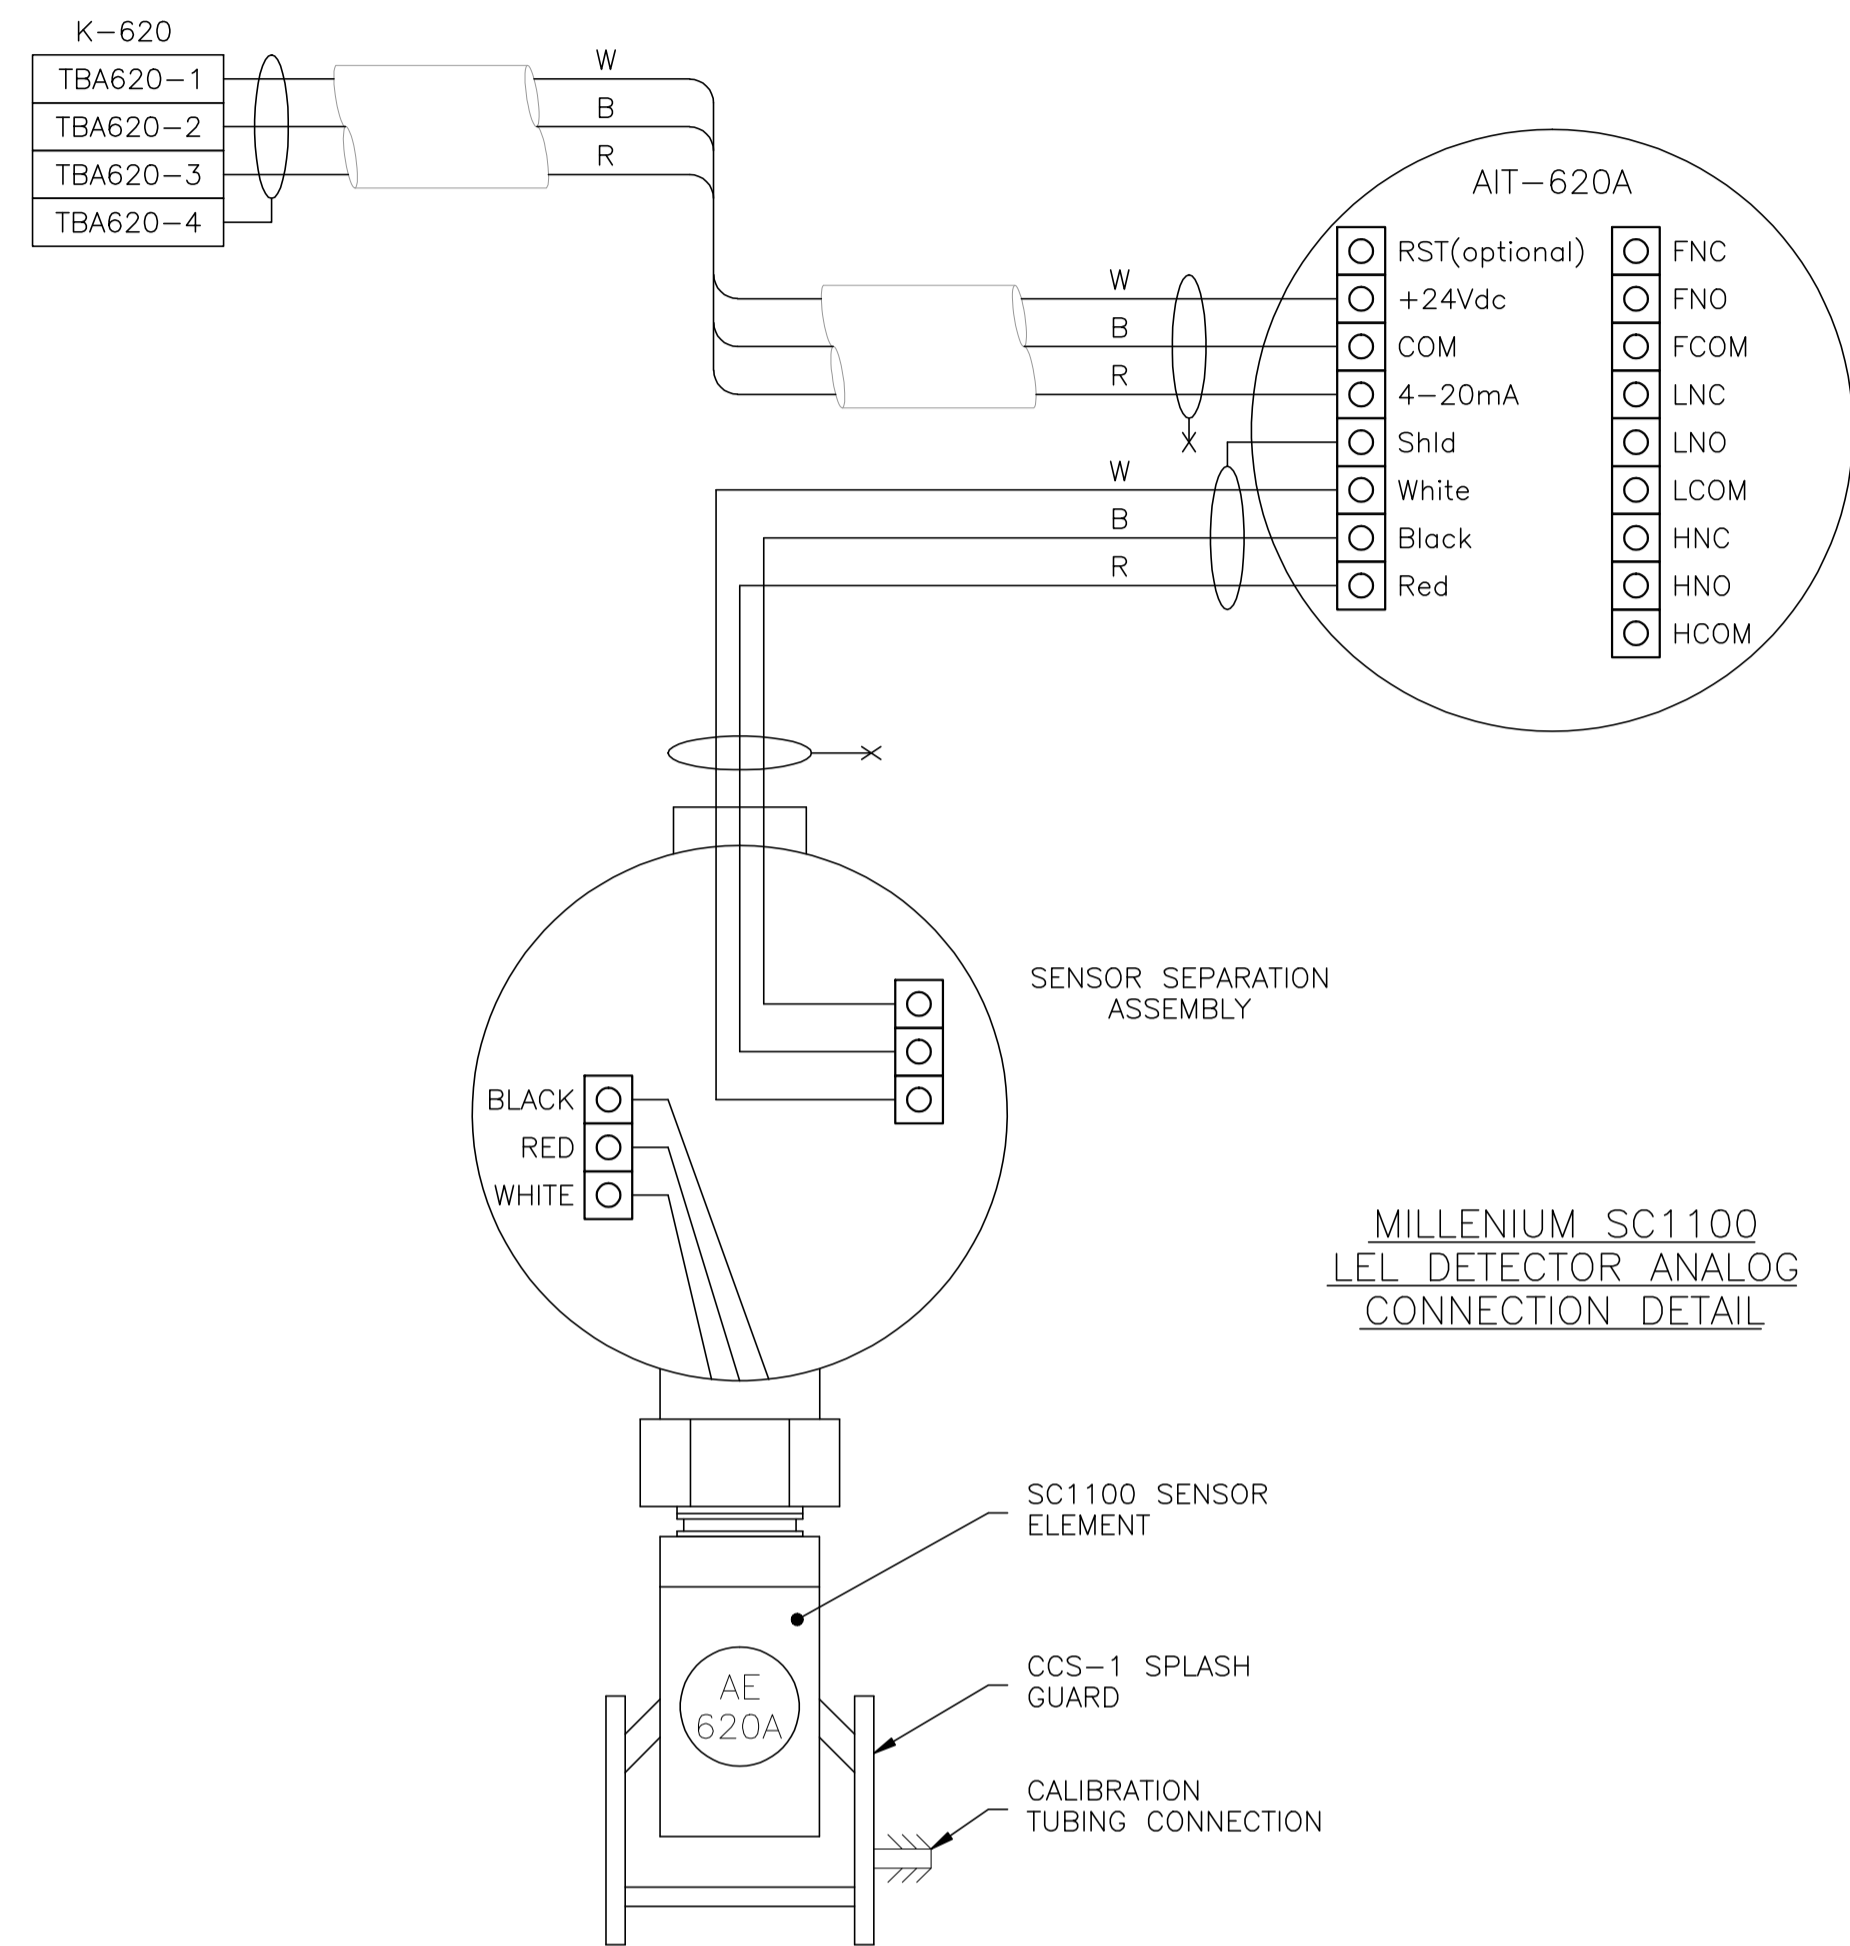 K-620
TBA620-1
TBA620-2
TBA620-3
TBA620-4
W
B
R
AIT-620A
RST(optional)
+24Vdc
COM
4-20mA
Shld
White
Black
Red
FNC
FNO
FCOM
LNC
LNO
LCOM
HNC
HNO
HCOM
W
B
R
W
B
R
SENSOR SEPARATION
ASSEMBLY
BLACK
RED
WHITE
MILLENIUM SC1100
LEL DETECTOR ANALOG
CONNECTION DETAIL
SC1100 SENSOR
ELEMENT
AE
620A
CCS-1 SPLASH
GUARD
CALIBRATION
TUBING CONNECTION